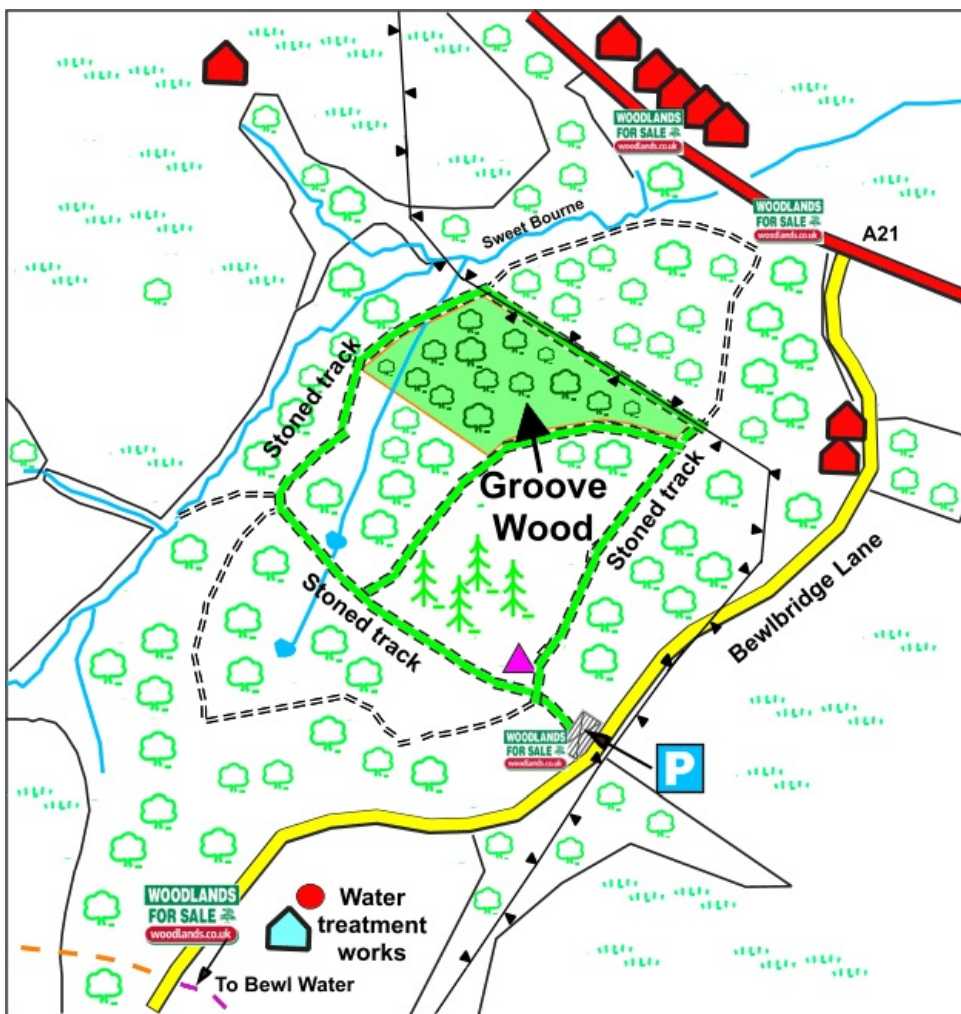 WOODLANDS
FOR SALE
woodlands.co.uk
WOODLANDS
FOR SALE
woodlands.co.uk
A21
Sweet Bourne
Stoned track
Groove
Wood
Stoned track
Stoned track
Bewlbridge Lane
WOODLANDS
FOR SALE
woodlands.co.uk
P
WOODLANDS
FOR SALE
woodlands.co.uk
Water
treatment
works
To Bewl Water